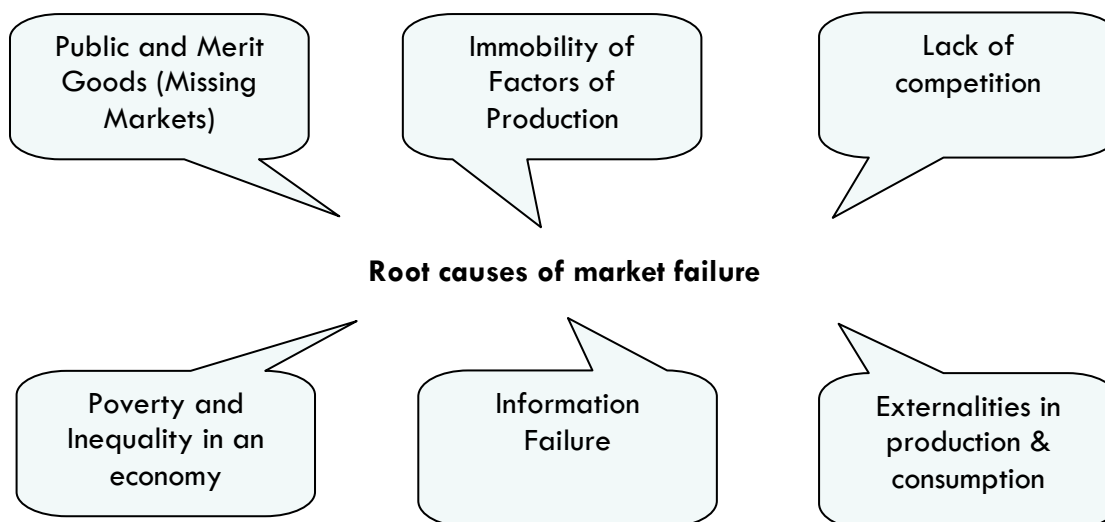 Public and Merit
Goods (Missing
Markets)
Immobility of
Factors of
Production
Lack of
competition
Root causes of market failure
Poverty and
Inequality in an
economy
Information
Failure
Externalities in
production &
consumption